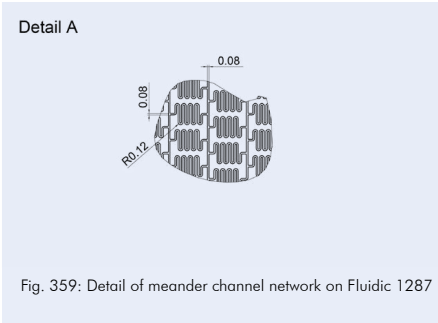 Detail A
0.08
0.08
R0.12
Fig. 359: Detail of meander channel network on Fluidic 1287